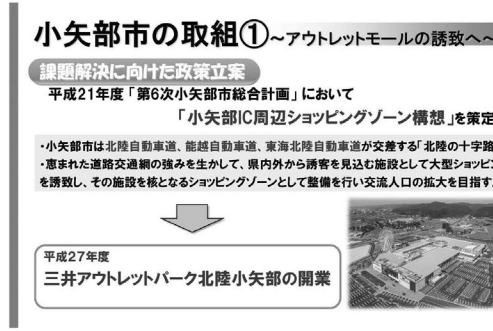 小矢部市の取組①～アウトレットモールの誘致へ～
課題解決に向けた政策立案
平成21年度「第6次小矢部市総合計画」において
「小矢部IC周辺ショッピングゾーン構想」を策定
・小矢部市は北陸自動車道、能越自動車道、東海北陸自動車道が交差する「北陸の十字路
・恵まれた道路交通網の強みを生かして、県内外から誘客を見込む施設として大型ショッピ
を誘致し、その施設を核となるショッピングゾーンとして整備を行い交流人口の拡大を目指す
平成27年度
三井アウトレットパーク北陸小矢部の開業